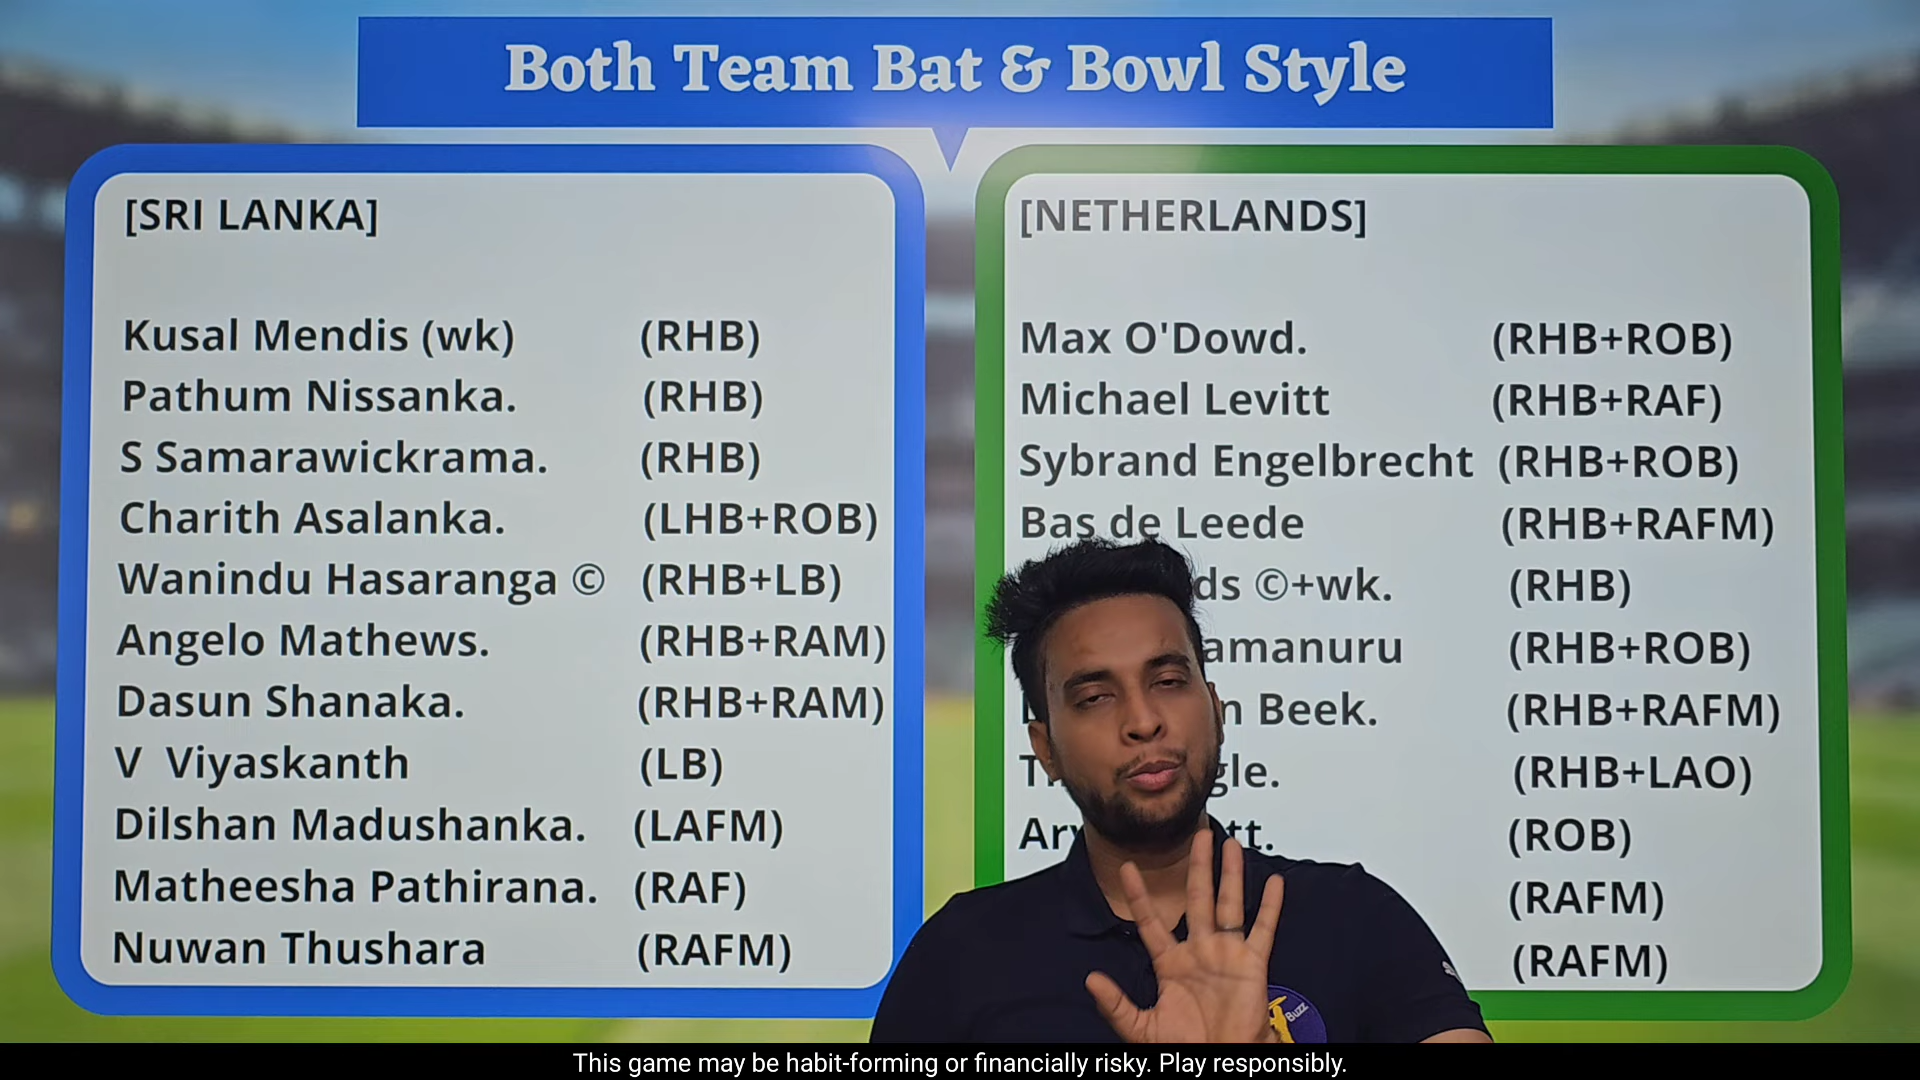 Both Team Bat & Bowl Style
[SRI LANKA]
Kusal Mendis (wk) (RHB)
Pathum Nissanka. (RHB)
S Samarawickrama. (RHB)
Charith Asalanka. (LHB+ROB)
Wanindu Hasaranga © (RHB+LB)
Angelo Mathews. (RHB+RAM)
Dasun Shanaka. (RHB+RAM)
V Viyaskanth (LB)
Dilshan Madushanka. (LAFM)
Matheesha Pathirana. (RAF)
Nuwan Thushara (RAFM)
[NETHERLANDS]
Max O'Dowd. (RHB+ROB)
Michael Levitt (RHB+RAF)
Sybrand Engelbrecht (RHB+ROB)
Bas de Leede (RHB+RAFM)
©+wk. (RHB)
(RHB+ROB)
Beek. (RHB+RAFM)
(RHB+LAO)
(ROB)
(RAFM)
(RAFM)
Buzz
This game may be habit-forming or financially risky. Play responsibly.